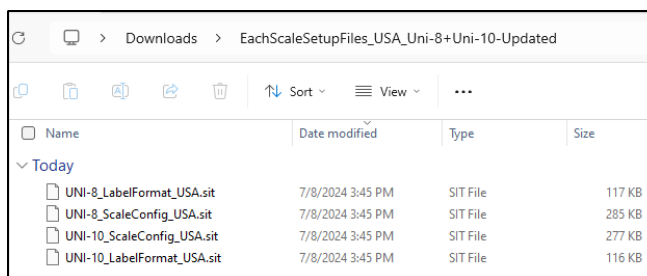 Downloads > EachScaleSetupFiles_USA_Uni-8+Uni-10-Updated
Sort View ...
Name Date modified Type Size
Today
UNI-8_LabelFormat_USA.sit 7/8/2024 3:45 PM SIT File 117 KB
UNI-8_ScaleConfig_USA.sit 7/8/2024 3:45 PM SIT File 285 KB
UNI-10_ScaleConfig_USA.sit 7/8/2024 3:45 PM SIT File 277 KB
UNI-10_LabelFormat_USA.sit 7/8/2024 3:45 PM SIT File 116 KB